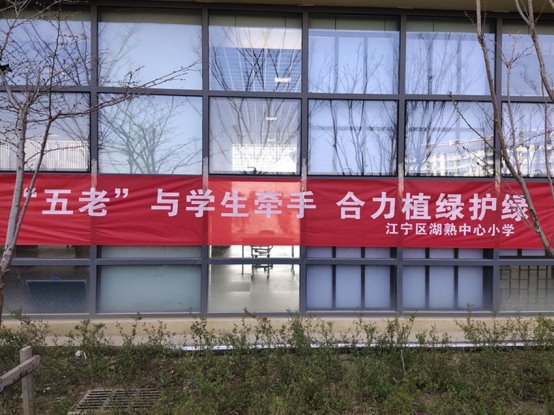 “五老”与学生牵手 合力植绿护绿
江宁区湖熟中心小学